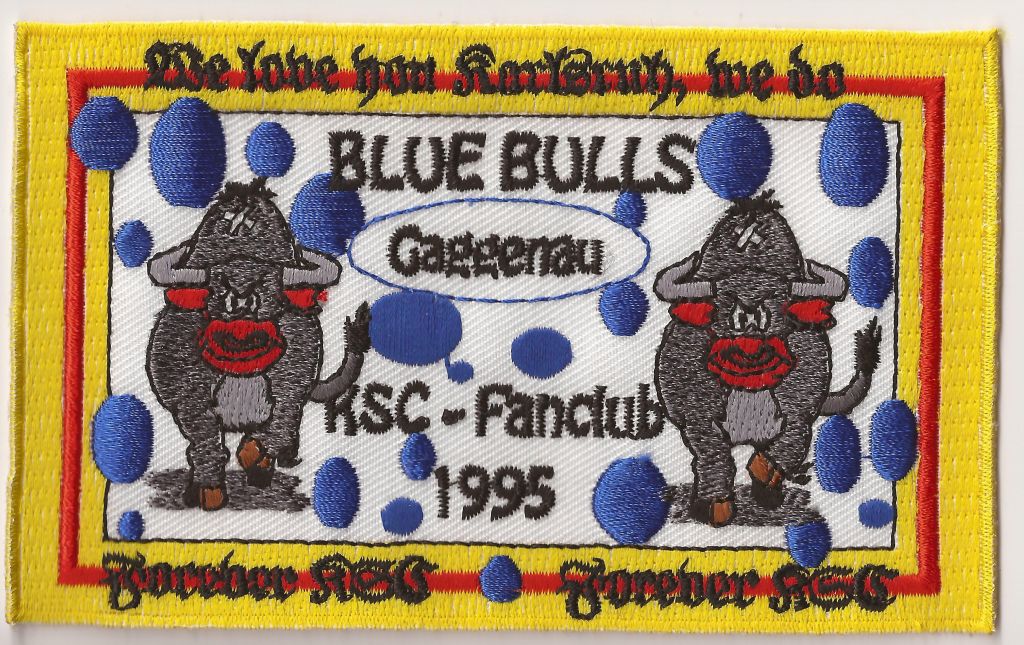 We love you Karlsruh, we do
BLUE BULLS
Gaggenau
KSC - Fanclub
1995
Forever KSC Forever KSC